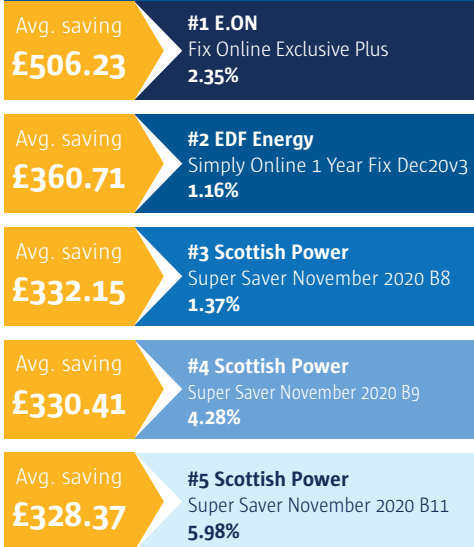 Avg. saving
£506.23
#1 E.ON
Fix Online Exclusive Plus
2.35%
Avg. saving
£360.71
#2 EDF Energy
Simply Online 1 Year Fix Dec20v3
1.16%
Avg. saving
£332.15
#3 Scottish Power
Super Saver November 2020 B8
1.37%
Avg. saving
£330.41
#4 Scottish Power
Super Saver November 2020 B9
4.28%
Avg. saving
£328.37
#5 Scottish Power
Super Saver November 2020 B11
5.98%